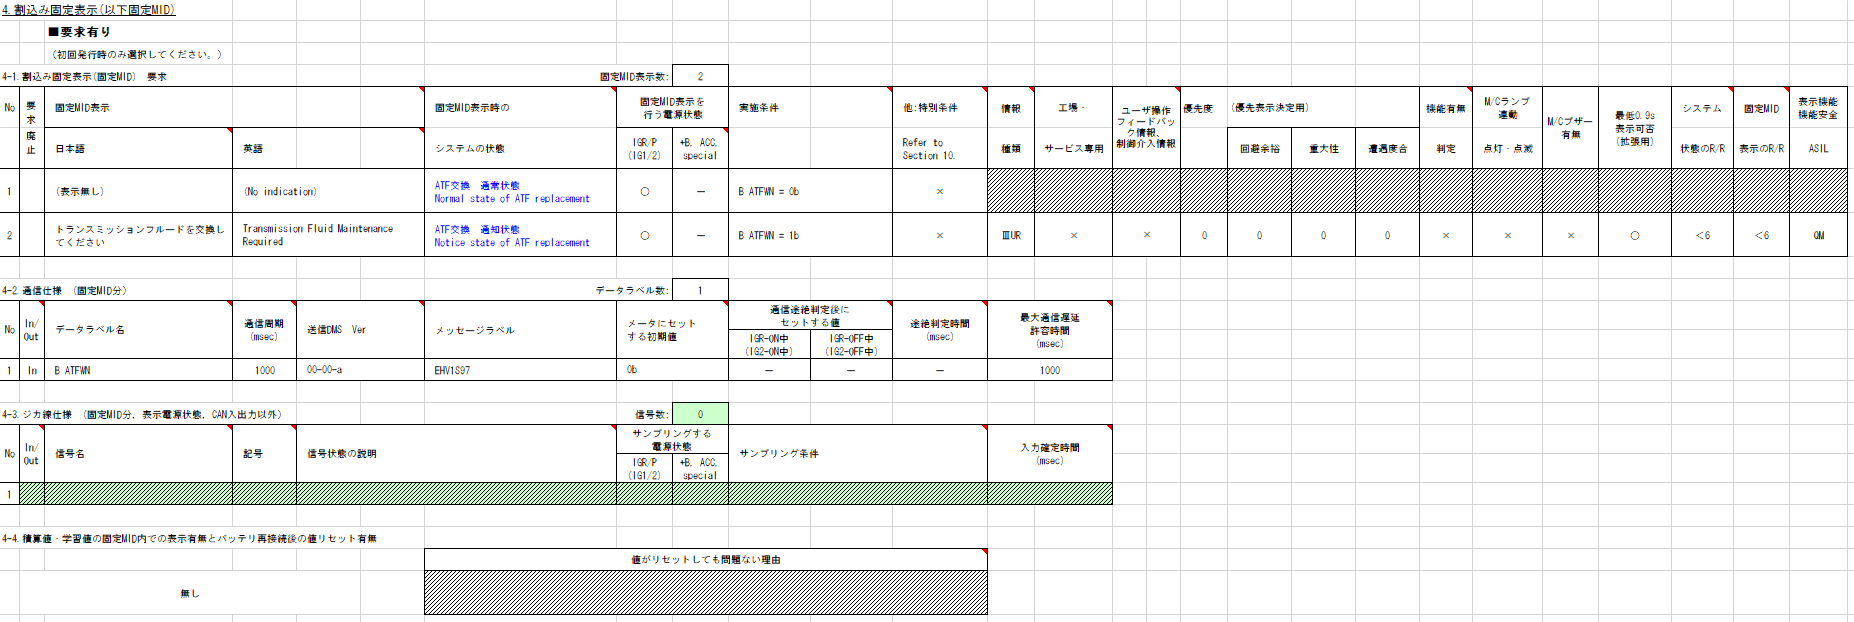 4.割込み固定表示(以下固定MID)
■要求有り
(初回発行時のみ選択してください。)
4-1.割込み固定表示(固定MID) 要求
固定MID表示数: 2
No 要求 固定MID表示 固定MID表示時の 固定MID表示を行う電源状態 実施条件 他:特別条件 情報 工場・ ユーザ操作フィードバック情報、制御介入情報 優先度 (優先表示決定用) 機能有無 M/Cランプ連動 M/Cブザー有無 最低0.9s表示可否(拡張用) システム 固定MID 表示機能機能安全
廃止 日本語 英語 システムの状態 IGR/P (IG1/2) +B, ACC, special Refer to Section 10. 種類 サービス専用 回避余裕 重大性 遭遇度合 判定 点灯・点滅 状態のR/R 表示のR/R ASIL
1 (表示無し) (No indication) ATF交換 通常状態 Normal state of ATF replacement ○ － B ATFWN = 0b ×
2 トランスミッションフルードを交換してください Transmission Fluid Maintenance Required ATF交換 通知状態 Notice state of ATF replacement ○ － B ATFWN = 1b × ⅢUR × × 0 0 0 0 × × × ○ <6 <6 QM
4-2.通信仕様 (固定MID分)
データラベル数: 1
No In/Out データラベル名 通信周期 (msec) 送信DMS Ver メッセージラベル メータにセットする初期値 通信途絶判定後にセットする値 途絶判定時間 (msec) 最大通信遅延許容時間 (msec)
IGR-ON中 (IG2-ON中) IGR-OFF中 (IG2-OFF中)
1 In B ATFWN 1000 00-00-a EHV1S97 0b － － － 1000
4-3.ジカ線仕様 (固定MID分, 表示電源状態, CAN入出力以外)
信号数: 0
No In/Out 信号名 記号 信号状態の説明 サンプリングする電源状態 サンプリング条件 入力確定時間 (msec)
IGR/P (IG1/2) +B, ACC, special
1
4-4.積算値・学習値の固定MID内での表示有無とバッテリ再接続後の値リセット有無
値がリセットしても問題ない理由
無し